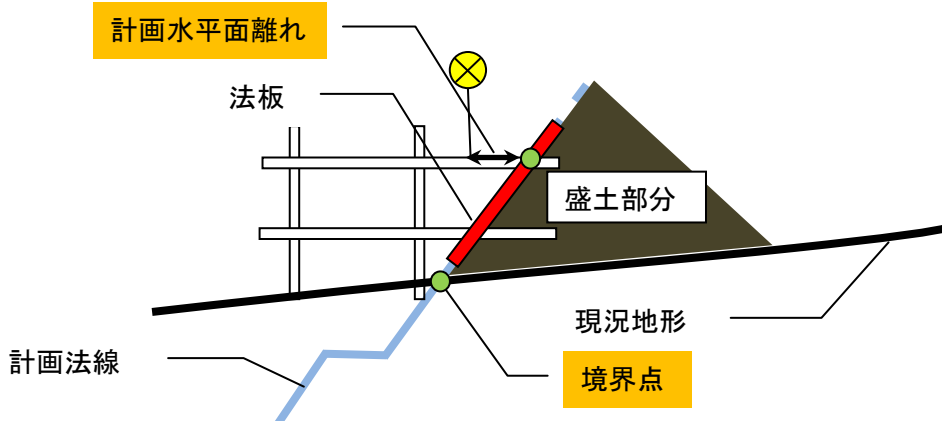 計画水平面離れ
法板
盛土部分
現況地形
計画法線
境界点